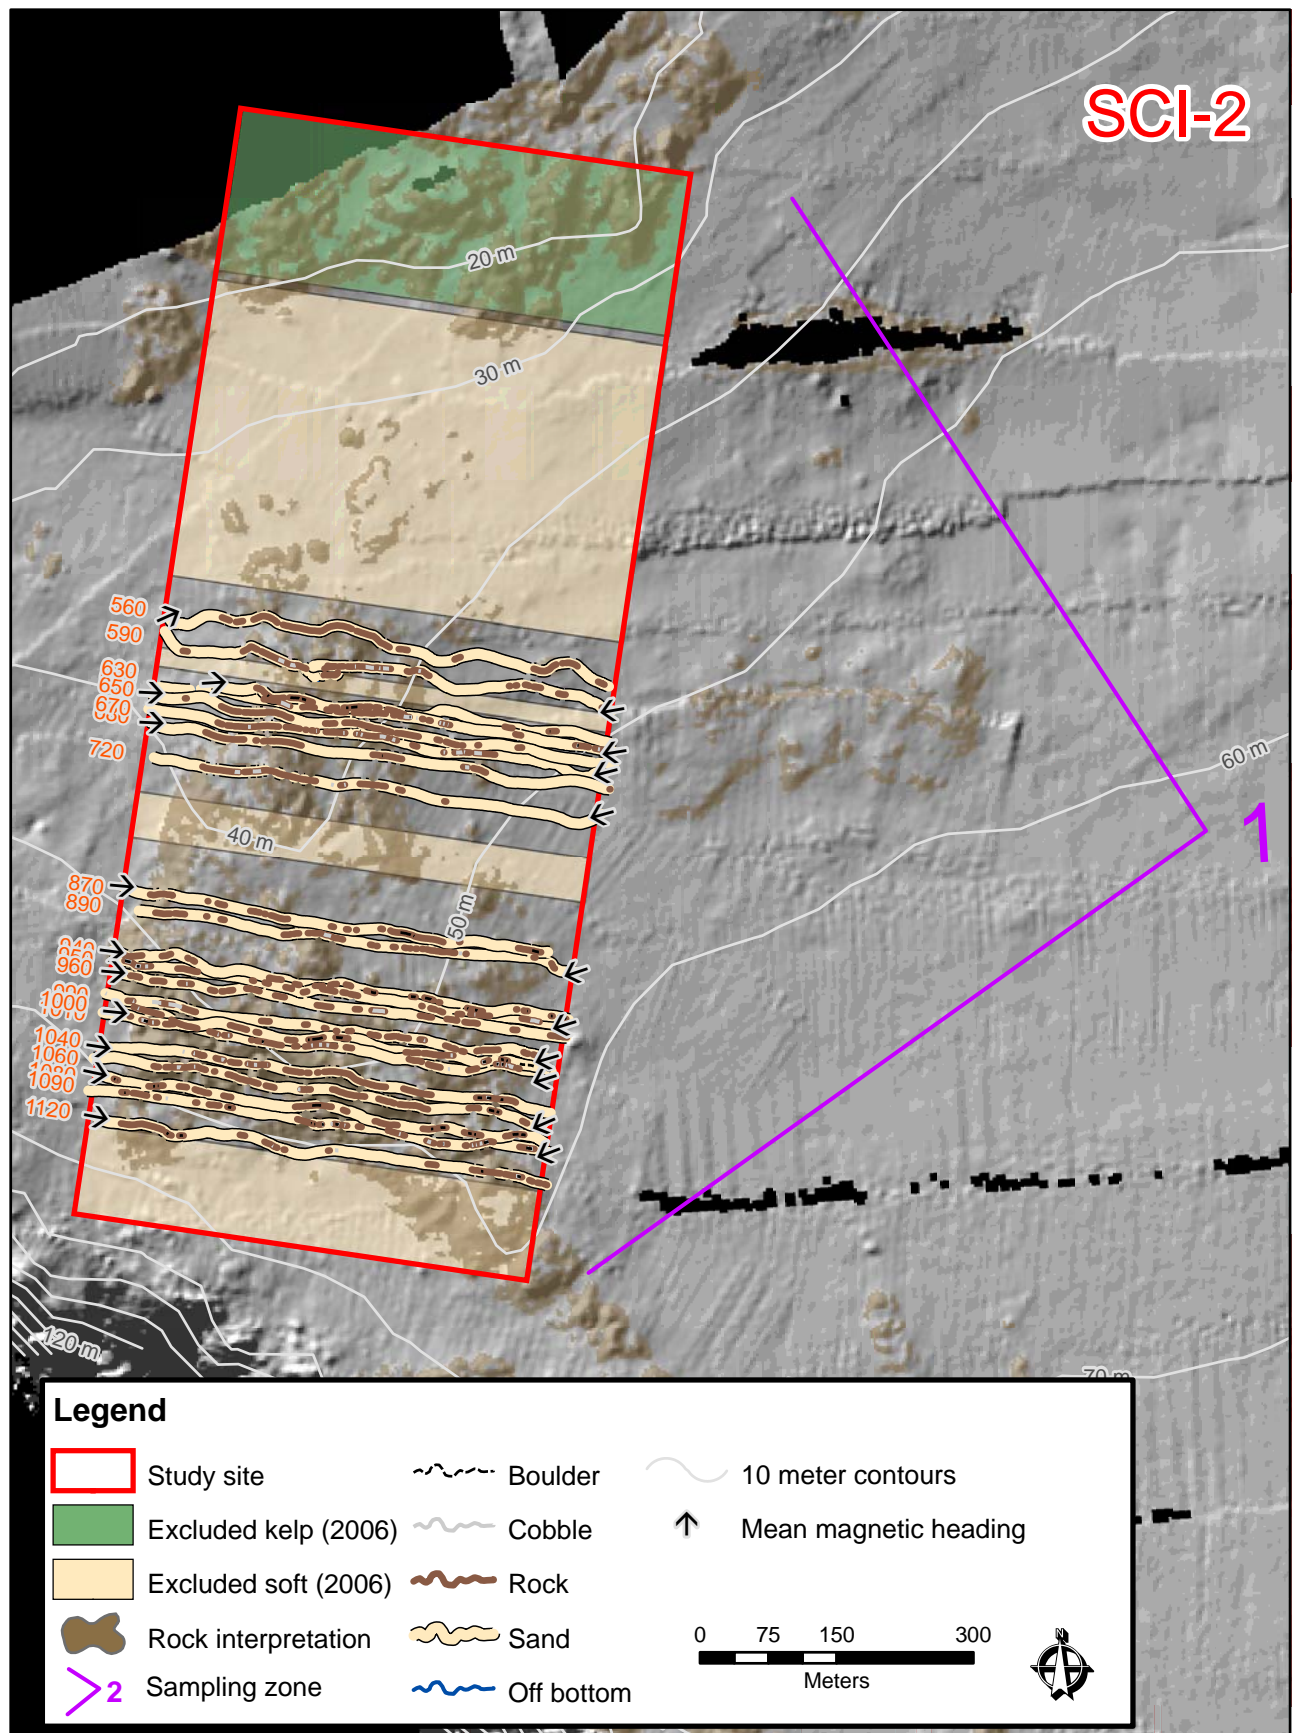 SCI-2
20 m
30 m
560
590
630
650
670
720
40 m
60 m
1
870
890
50 m
960
1000
1040
1060
1090
1120
120 m
70 m
Legend
Study site
Excluded kelp (2006)
Excluded soft (2006)
Rock interpretation
2 Sampling zone
Boulder
Cobble
Rock
Sand
Off bottom
10 meter contours
Mean magnetic heading
0 75 150 300
Meters
N